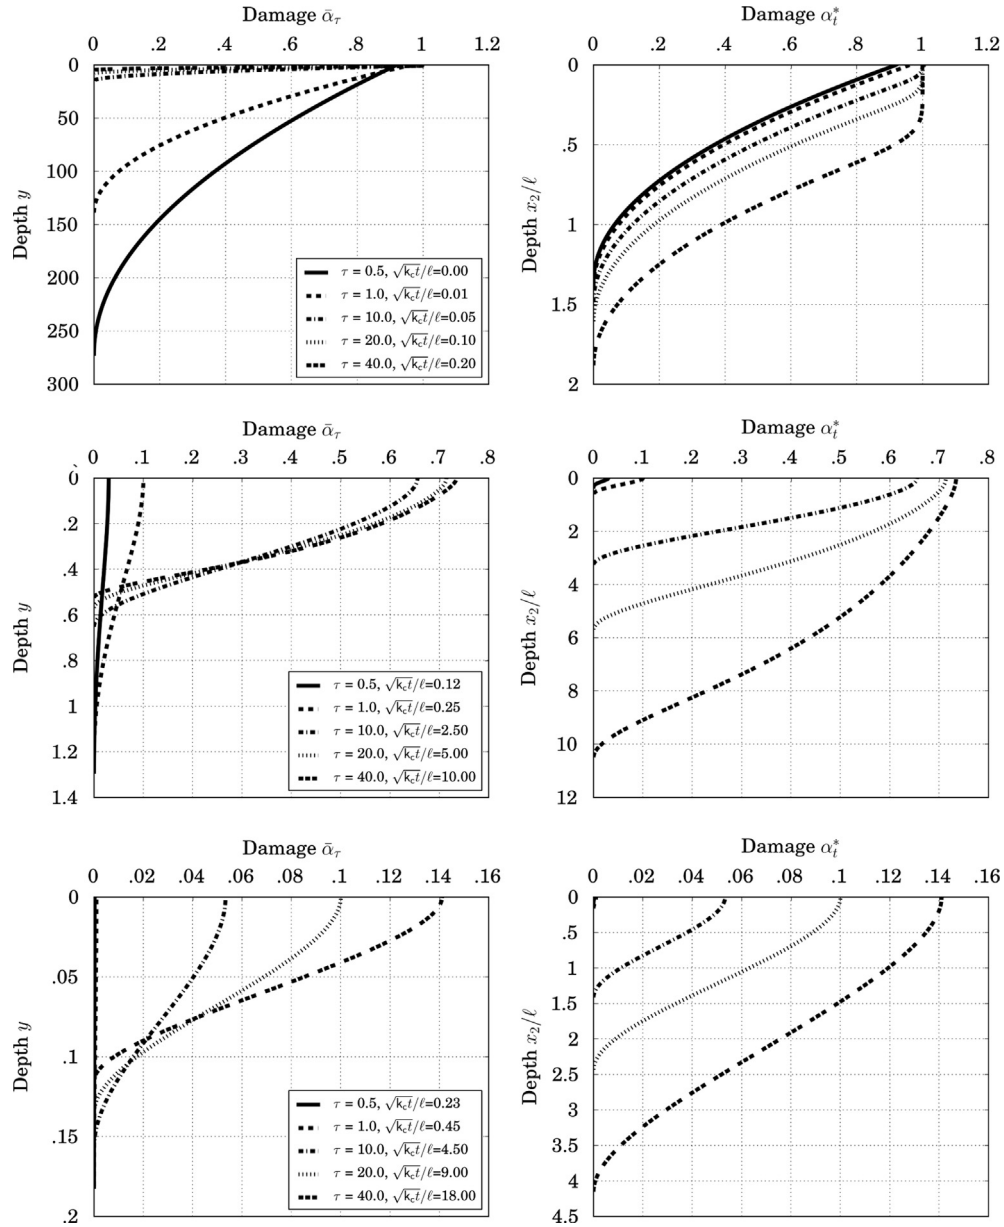 Damage ᾱ_τ
0 .2 .4 .6 .8 1 1.2
Depth y
0
50
100
150
200
250
300
τ = 0.5, √k_c t/ℓ=0.00
τ = 1.0, √k_c t/ℓ=0.01
τ = 10.0, √k_c t/ℓ=0.05
τ = 20.0, √k_c t/ℓ=0.10
τ = 40.0, √k_c t/ℓ=0.20
Damage α_t^*
0 .2 .4 .6 .8 1 1.2
Depth x_2/ℓ
0
.5
1
1.5
2
Damage ᾱ_τ
0 .1 .2 .3 .4 .5 .6 .7 .8
Depth y
0
.2
.4
.6
.8
1
1.2
1.4
τ = 0.5, √k_c t/ℓ=0.12
τ = 1.0, √k_c t/ℓ=0.25
τ = 10.0, √k_c t/ℓ=2.50
τ = 20.0, √k_c t/ℓ=5.00
τ = 40.0, √k_c t/ℓ=10.00
Damage α_t^*
0 .1 .2 .3 .4 .5 .6 .7 .8
Depth x_2/ℓ
0
2
4
6
8
10
12
Damage ᾱ_τ
0 .02 .04 .06 .08 .1 .12 .14 .16
Depth y
0
.05
.1
.15
.2
τ = 0.5, √k_c t/ℓ=0.23
τ = 1.0, √k_c t/ℓ=0.45
τ = 10.0, √k_c t/ℓ=4.50
τ = 20.0, √k_c t/ℓ=9.00
τ = 40.0, √k_c t/ℓ=18.00
Damage α_t^*
0 .02 .04 .06 .08 .1 .12 .14 .16
Depth x_2/ℓ
0
.5
1
1.5
2
2.5
3
3.5
4
4.5